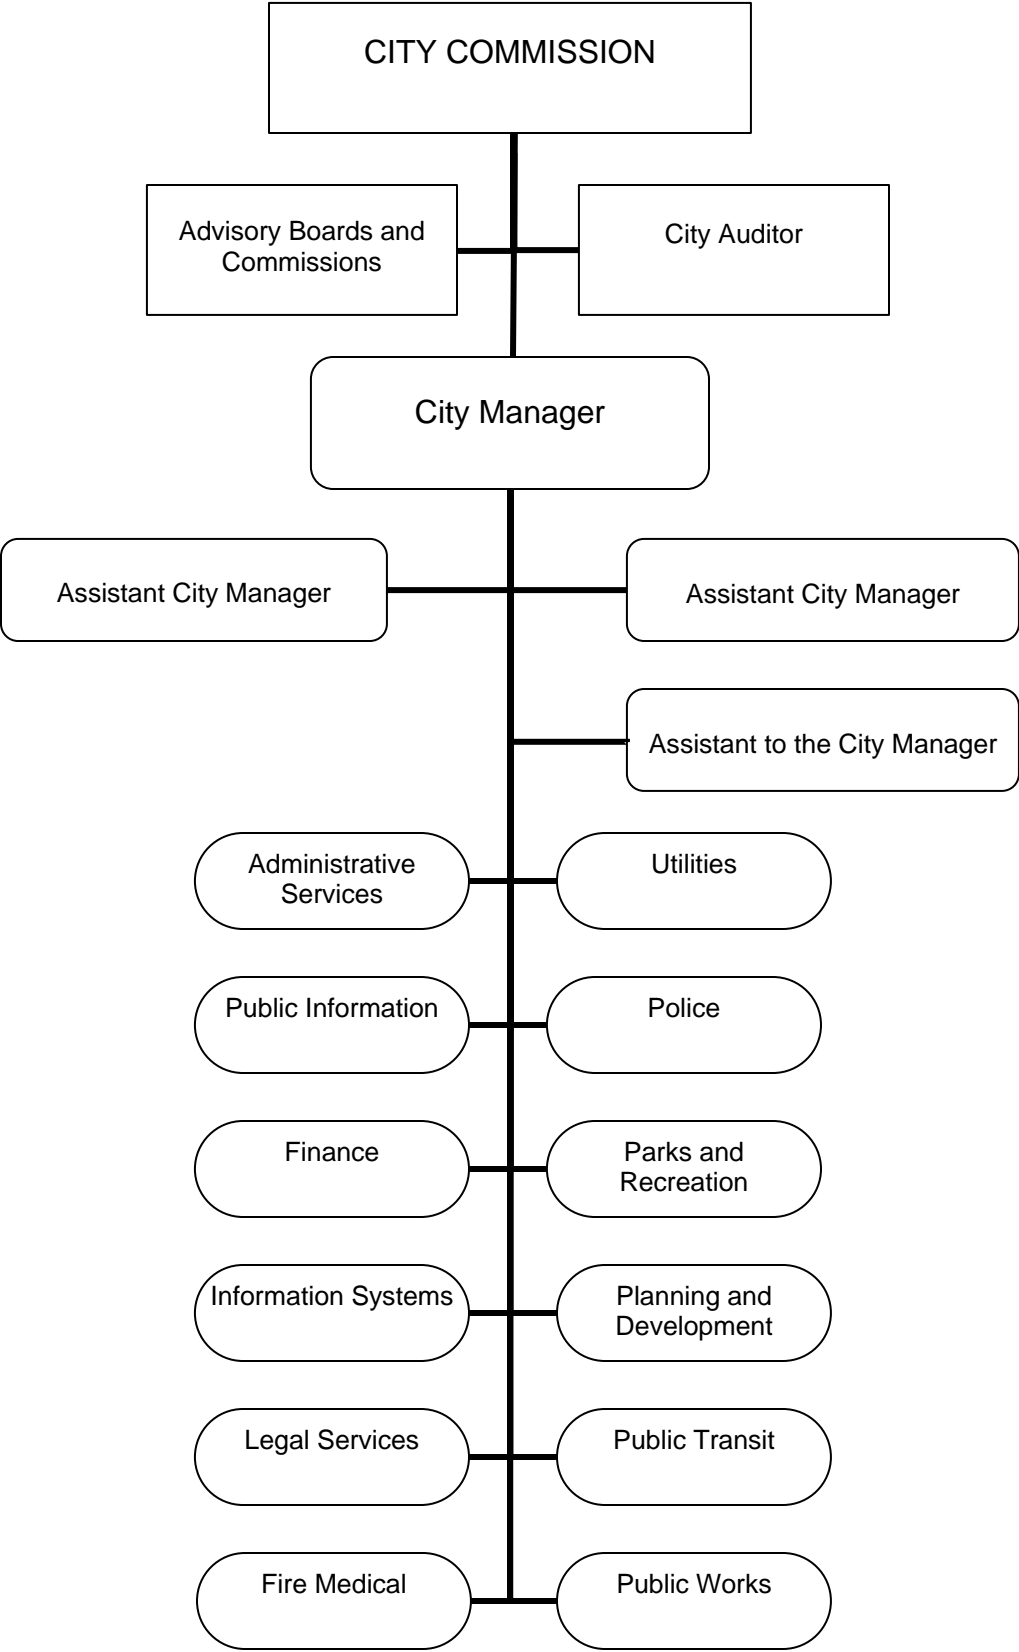 CITY COMMISSION
Advisory Boards and
Commissions
City Auditor
City Manager
Assistant City Manager
Assistant City Manager
Assistant to the City Manager
Administrative
Services
Utilities
Public Information
Police
Finance
Parks and
Recreation
Information Systems
Planning and
Development
Legal Services
Public Transit
Fire Medical
Public Works